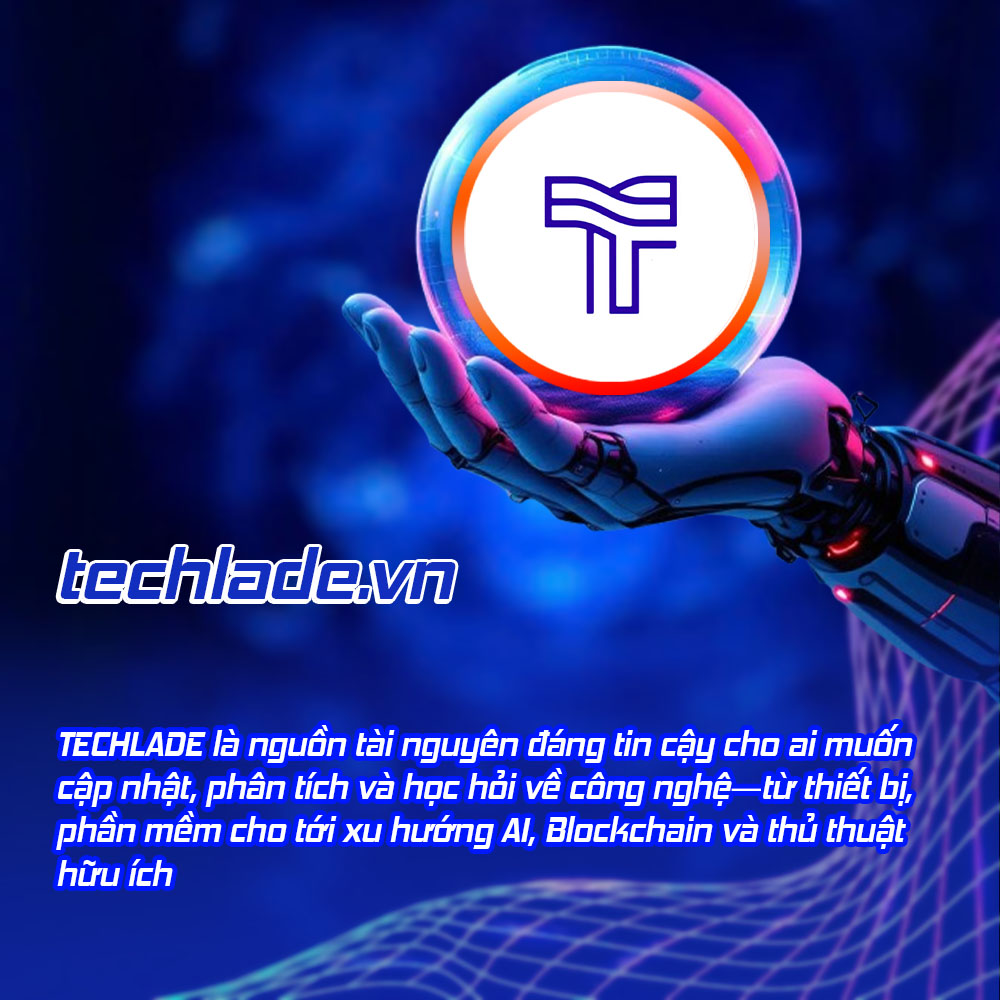 techlade.vn
TECHLADE là nguồn tài nguyên đáng tin cậy cho ai muốn
cập nhật, phân tích và học hỏi về công nghệ—từ thiết bị,
phần mềm cho tới xu hướng AI, Blockchain và thủ thuật
hữu ích